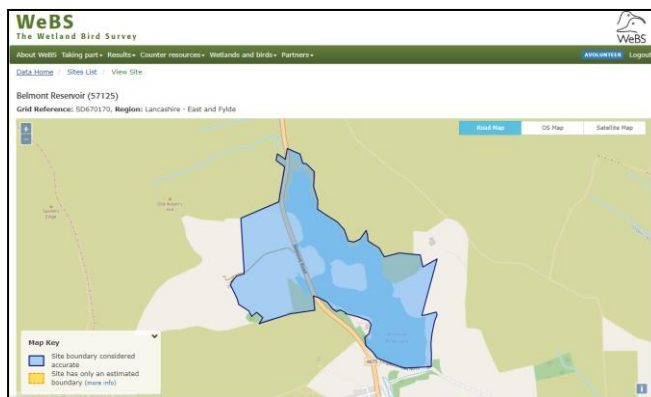 WeBS
The Wetland Bird Survey
WeBS
About WeBS Taking part Results Counter resources Wetlands and birds Partners
AVOLUNTEER Logout
Data Home / Sites List / View Site
Belmont Reservoir (57125)
Grid Reference: SD670170, Region: Lancashire - East and Fylde
+
−
Road Map OS Map Satellite Map
Belmont Road
Map Key
Site boundary considered accurate
Site has only an estimated boundary (more info)
i